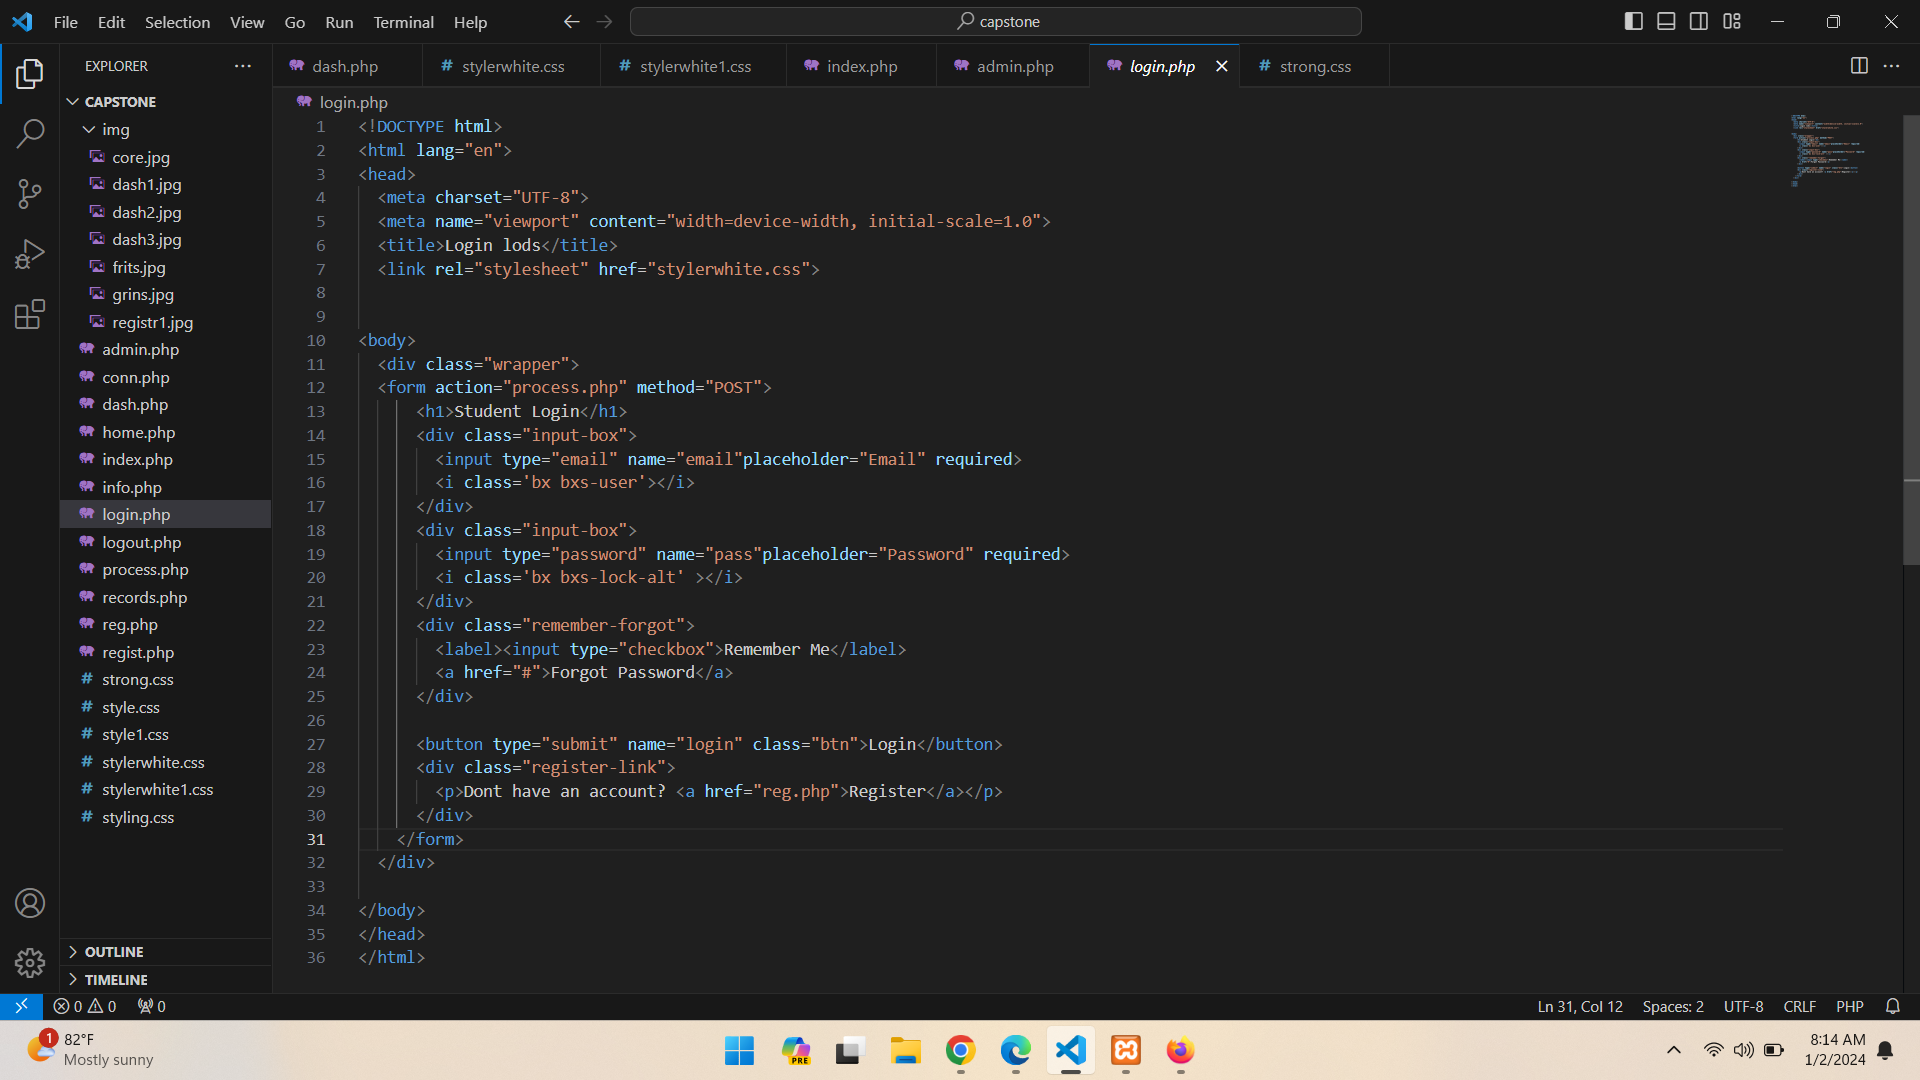 File Edit Selection View Go Run Terminal Help
capstone
EXPLORER
dash.php
stylerwhite.css
stylerwhite1.css
index.php
admin.php
login.php
strong.css
CAPSTONE
img
core.jpg
dash1.jpg
dash2.jpg
dash3.jpg
frits.jpg
grins.jpg
registr1.jpg
admin.php
conn.php
dash.php
home.php
index.php
info.php
login.php
logout.php
process.php
records.php
reg.php
regist.php
strong.css
style.css
style1.css
stylerwhite.css
stylerwhite1.css
styling.css
OUTLINE
TIMELINE
login.php
1 <!DOCTYPE html>
2 <html lang="en">
3 <head>
4 <meta charset="UTF-8">
5 <meta name="viewport" content="width=device-width, initial-scale=1.0">
6 <title>Login lods</title>
7 <link rel="stylesheet" href="stylerwhite.css">
8
9
10 <body>
11 <div class="wrapper">
12 <form action="process.php" method="POST">
13 <h1>Student Login</h1>
14 <div class="input-box">
15 <input type="email" name="email"placeholder="Email" required>
16 <i class='bx bxs-user'></i>
17 </div>
18 <div class="input-box">
19 <input type="password" name="pass"placeholder="Password" required>
20 <i class='bx bxs-lock-alt' ></i>
21 </div>
22 <div class="remember-forgot">
23 <label><input type="checkbox">Remember Me</label>
24 <a href="#">Forgot Password</a>
25 </div>
26
27 <button type="submit" name="login" class="btn">Login</button>
28 <div class="register-link">
29 <p>Dont have an account? <a href="reg.php">Register</a></p>
30 </div>
31 </form>
32 </div>
33
34 </body>
35 </head>
36 </html>
0 0 0
Ln 31, Col 12 Spaces: 2 UTF-8 CRLF PHP
1
82°F
Mostly sunny
PRE
8:14 AM
1/2/2024